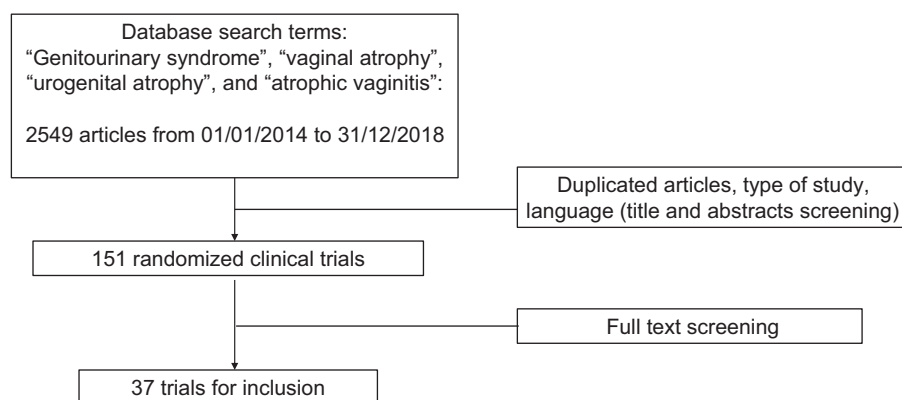 Database search terms:
“Genitourinary syndrome”, “vaginal atrophy”,
“urogenital atrophy”, and “atrophic vaginitis”:
2549 articles from 01/01/2014 to 31/12/2018
Duplicated articles, type of study,
language (title and abstracts screening)
151 randomized clinical trials
Full text screening
37 trials for inclusion